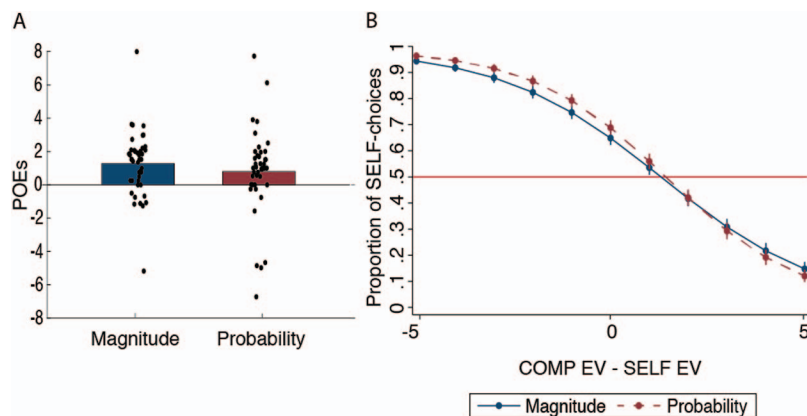 A
8
6
4
2
0
-2
-4
-6
-8
POEs
Magnitude
Probability
B
1
.9
.8
.7
.6
.5
.4
.3
.2
.1
0
Proportion of SELF-choices
-5
0
5
COMP EV - SELF EV
Magnitude
Probability